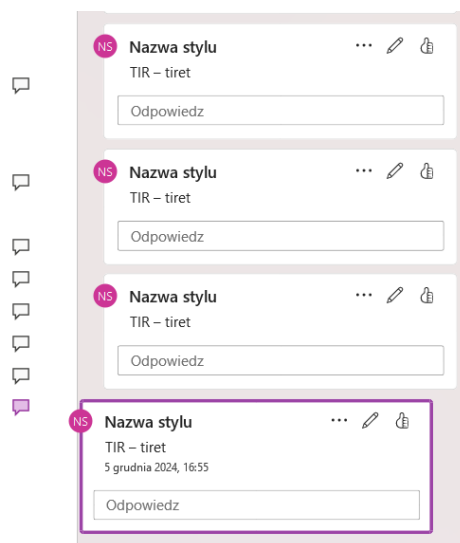 NS Nazwa stylu
TIR – tiret
Odpowiedz
NS Nazwa stylu
TIR – tiret
Odpowiedz
NS Nazwa stylu
TIR – tiret
Odpowiedz
NS Nazwa stylu
TIR – tiret
5 grudnia 2024, 16:55
Odpowiedz